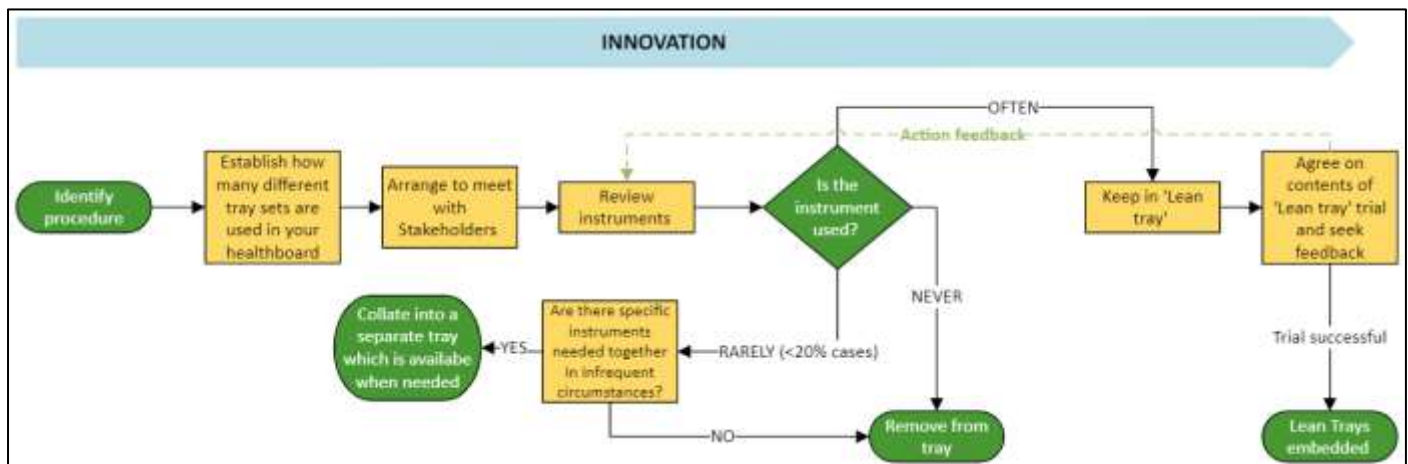 INNOVATION
OFTEN
Action feedback
Identify
procedure
Establish how
many different
tray sets are
used in your
healthboard
Arrange to meet
with
Stakeholders
Review
instruments
Is the
instrument
used?
Keep in 'Lean
tray'
Agree on
contents of
'Lean tray' trial
and seek
feedback
NEVER
Collate into a
separate tray
which is availabe
when needed
YES
Are there specific
instruments
needed together
in infrequent
circumstances?
RARELY (<20% cases)
Trial successful
NO
Remove from
tray
Lean Trays
embedded